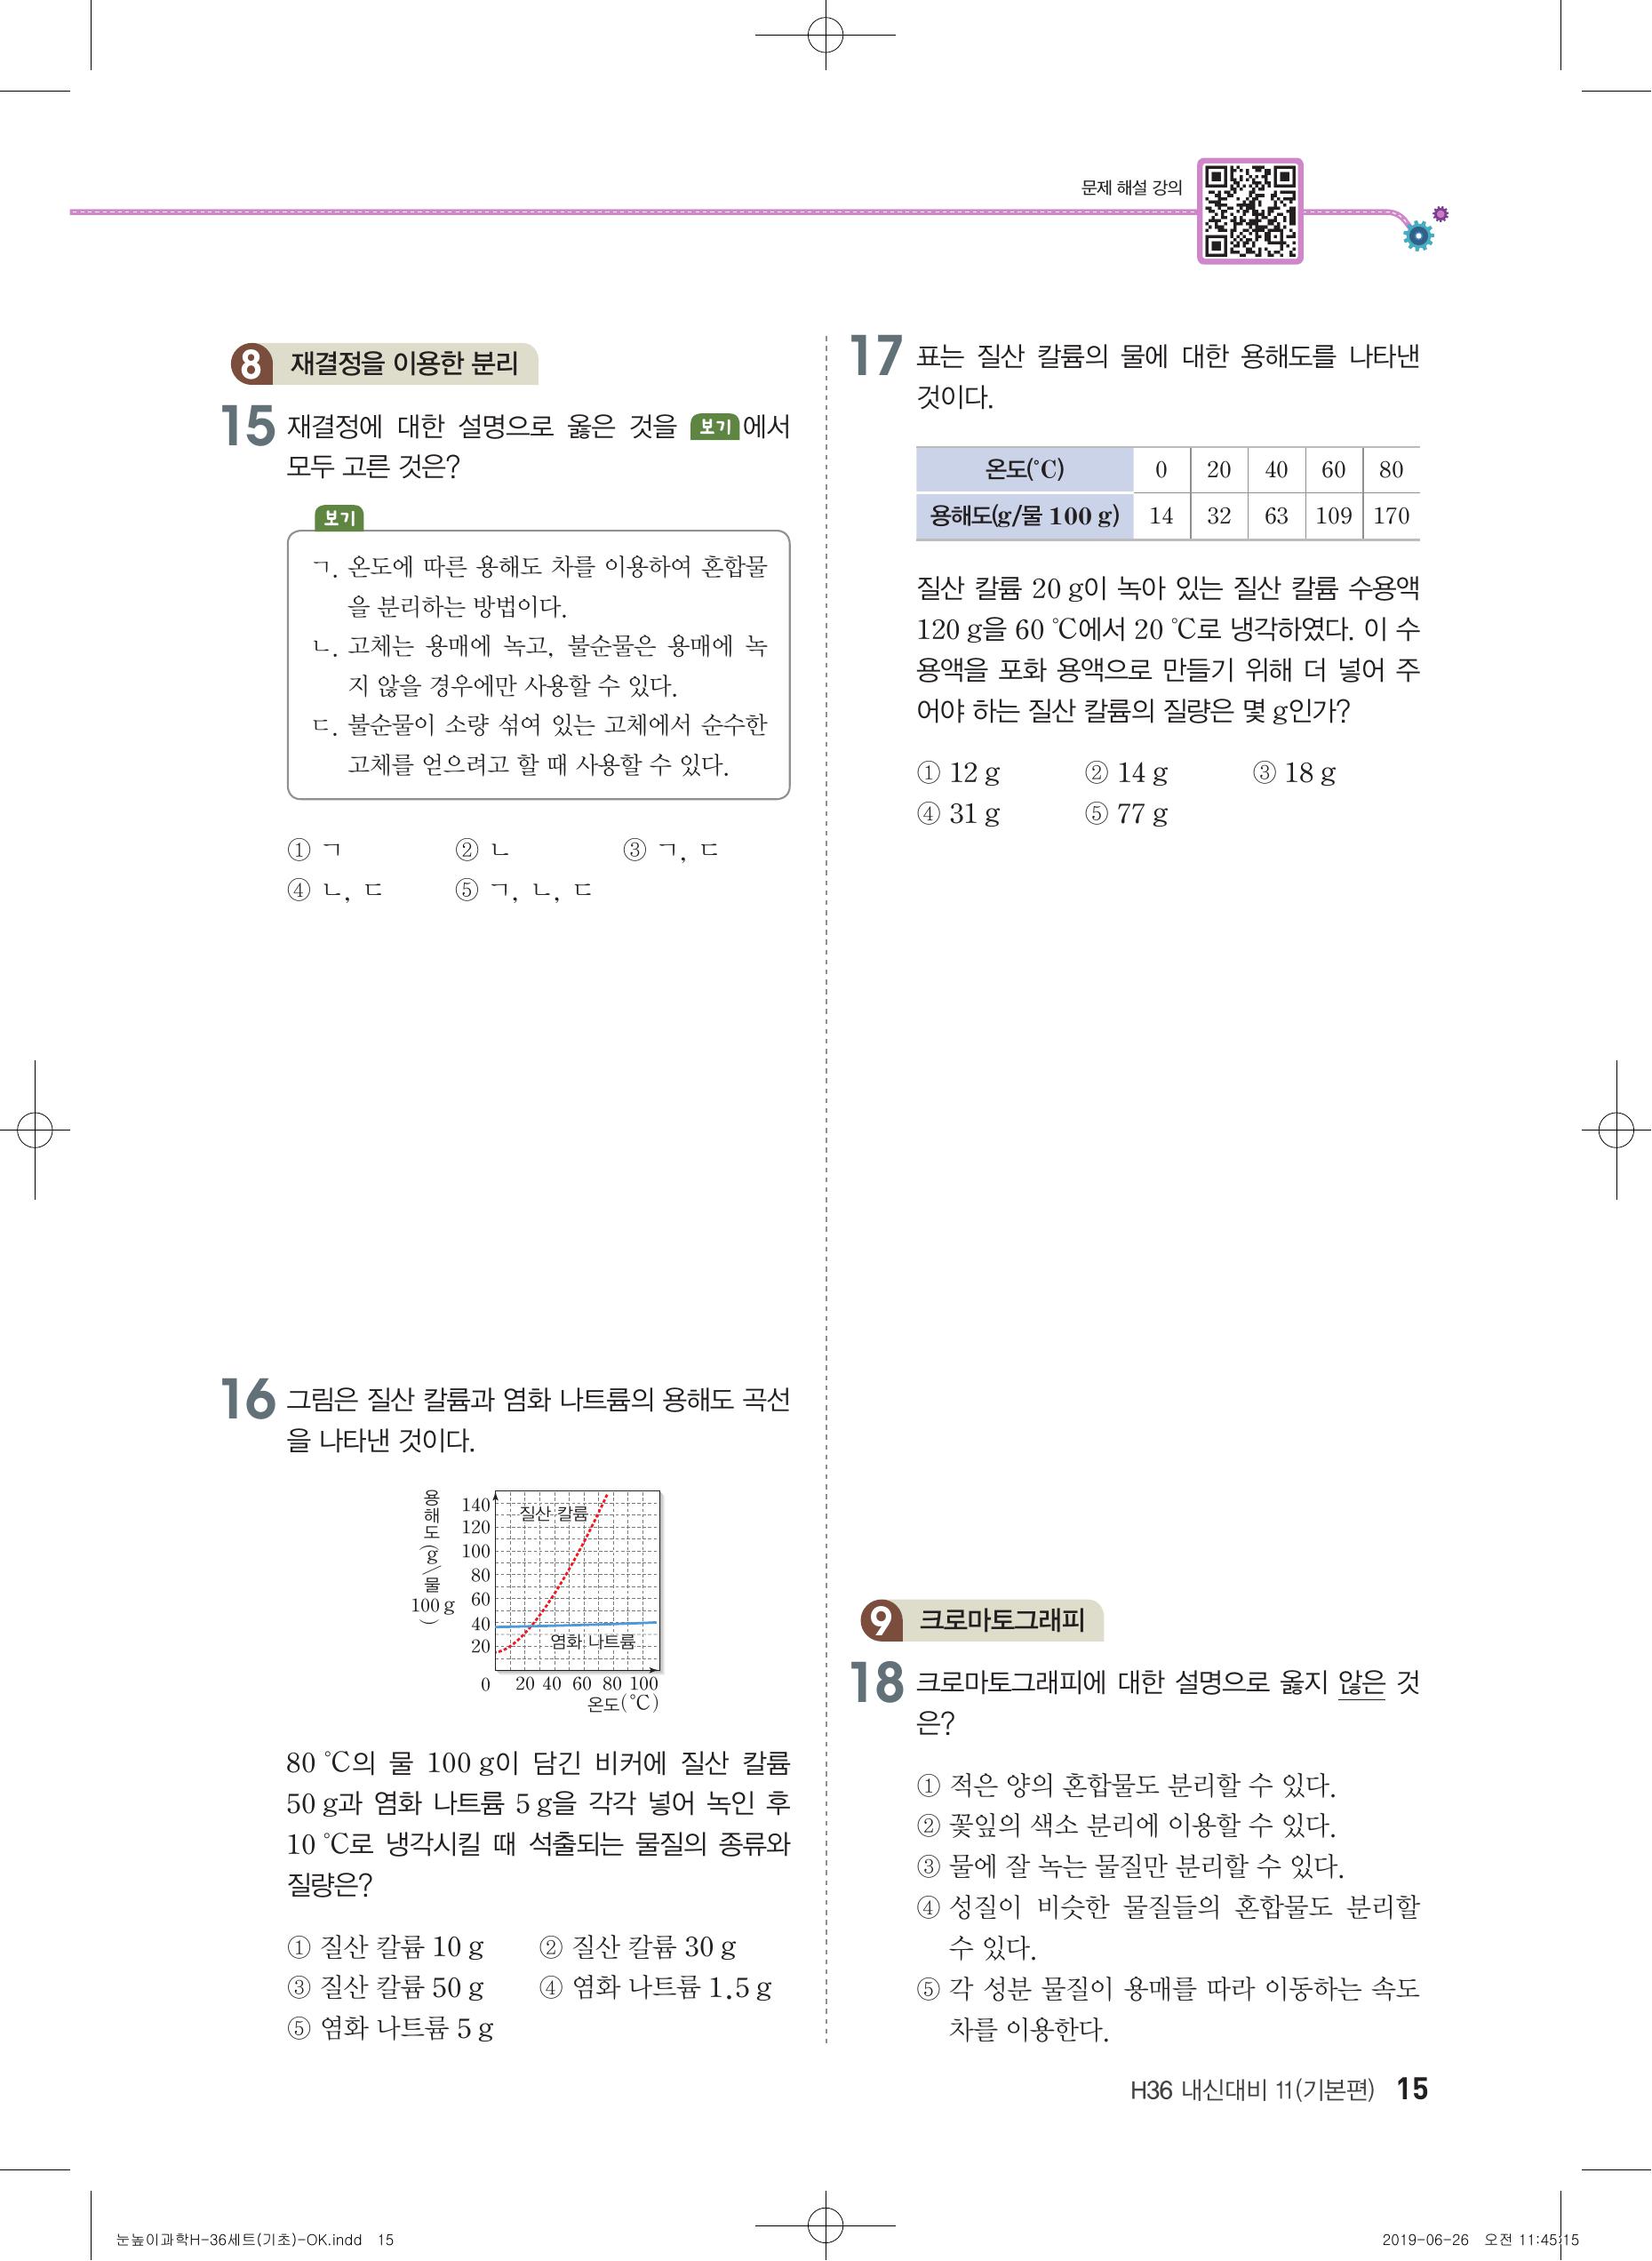 문제 해설 강의
8 재결정을 이용한 분리
15 재결정에 대한 설명으로 옳은 것을 보기 에서
모두 고른 것은?
보기
ㄱ. 온도에 따른 용해도 차를 이용하여 혼합물
을 분리하는 방법이다.
ㄴ. 고체는 용매에 녹고, 불순물은 용매에 녹
지 않을 경우에만 사용할 수 있다.
ㄷ. 불순물이 소량 섞여 있는 고체에서 순수한
고체를 얻으려고 할 때 사용할 수 있다.
① ㄱ ② ㄴ ③ ㄱ, ㄷ
④ ㄴ, ㄷ ⑤ ㄱ, ㄴ, ㄷ
16 그림은 질산 칼륨과 염화 나트륨의 용해도 곡선
을 나타낸 것이다.
용해도(g/물 100 g)
140
120
100
80
60
40
20
0
질산 칼륨
염화 나트륨
20 40 60 80 100
온도(℃)
80 ℃의 물 100 g이 담긴 비커에 질산 칼륨
50 g과 염화 나트륨 5 g을 각각 넣어 녹인 후
10 ℃로 냉각시킬 때 석출되는 물질의 종류와
질량은?
① 질산 칼륨 10 g ② 질산 칼륨 30 g
③ 질산 칼륨 50 g ④ 염화 나트륨 1.5 g
⑤ 염화 나트륨 5 g
17 표는 질산 칼륨의 물에 대한 용해도를 나타낸
것이다.
온도(℃) 0 20 40 60 80
용해도(g/물 100 g) 14 32 63 109 170
질산 칼륨 20 g이 녹아 있는 질산 칼륨 수용액
120 g을 60 ℃에서 20 ℃로 냉각하였다. 이 수
용액을 포화 용액으로 만들기 위해 더 넣어 주
어야 하는 질산 칼륨의 질량은 몇 g인가?
① 12 g ② 14 g ③ 18 g
④ 31 g ⑤ 77 g
9 크로마토그래피
18 크로마토그래피에 대한 설명으로 옳지 않은 것
은?
① 적은 양의 혼합물도 분리할 수 있다.
② 꽃잎의 색소 분리에 이용할 수 있다.
③ 물에 잘 녹는 물질만 분리할 수 있다.
④ 성질이 비슷한 물질들의 혼합물도 분리할
수 있다.
⑤ 각 성분 물질이 용매를 따라 이동하는 속도
차를 이용한다.
H36 내신대비 11(기본편) 15
눈높이과학H-36세트(기초)-OK.indd 15
2019-06-26 오전 11:45:15